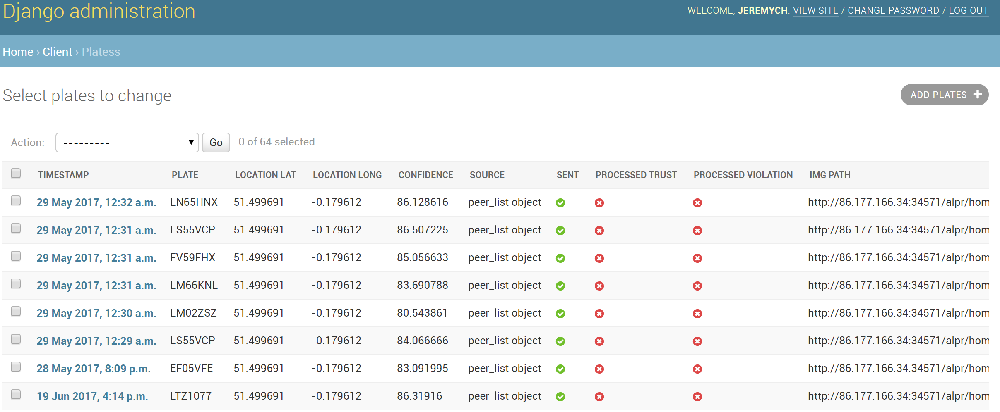 Django administration
WELCOME, JEREMYCH. VIEW SITE / CHANGE PASSWORD / LOG OUT
Home › Client › Platess
Select plates to change
ADD PLATES +
Action: --------- Go 0 of 64 selected
TIMESTAMP PLATE LOCATION LAT LOCATION LONG CONFIDENCE SOURCE SENT PROCESSED TRUST PROCESSED VIOLATION IMG PATH
29 May 2017, 12:32 a.m. LN65HNX 51.499691 -0.179612 86.128616 peer_list object http://86.177.166.34:34571/alpr/hom
29 May 2017, 12:31 a.m. LS55VCP 51.499691 -0.179612 86.507225 peer_list object http://86.177.166.34:34571/alpr/hom
29 May 2017, 12:31 a.m. FV59FHX 51.499691 -0.179612 85.056633 peer_list object http://86.177.166.34:34571/alpr/hom
29 May 2017, 12:31 a.m. LM66KNL 51.499691 -0.179612 83.690788 peer_list object http://86.177.166.34:34571/alpr/hom
29 May 2017, 12:30 a.m. LM02ZSZ 51.499691 -0.179612 80.543861 peer_list object http://86.177.166.34:34571/alpr/hom
29 May 2017, 12:29 a.m. LS55VCP 51.499691 -0.179612 84.066666 peer_list object http://86.177.166.34:34571/alpr/hom
28 May 2017, 8:09 p.m. EF05VFE 51.499691 -0.179612 83.091995 peer_list object http://86.177.166.34:34571/alpr/hom
19 Jun 2017, 4:14 p.m. LTZ1077 51.499691 -0.179612 86.31916 peer_list object http://86.177.166.34:34571/alpr/hom